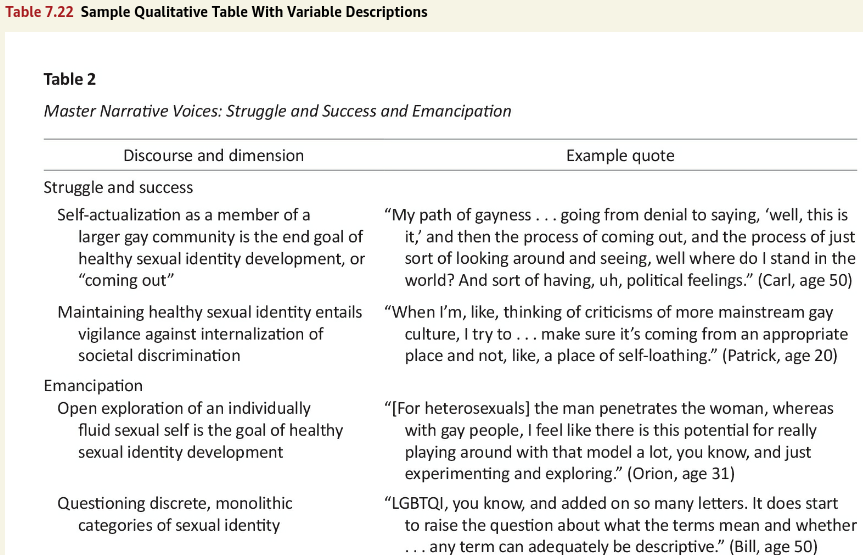 Table 7.22 Sample Qualitative Table With Variable Descriptions
Table 2
Master Narrative Voices: Struggle and Success and Emancipation
Discourse and dimension Example quote
Struggle and success
Self-actualization as a member of a
larger gay community is the end goal of
healthy sexual identity development, or
“coming out”
“My path of gayness . . . going from denial to saying, ‘well, this is
it,’ and then the process of coming out, and the process of just
sort of looking around and seeing, well where do I stand in the
world? And sort of having, uh, political feelings.” (Carl, age 50)
Maintaining healthy sexual identity entails
vigilance against internalization of
societal discrimination
“When I’m, like, thinking of criticisms of more mainstream gay
culture, I try to . . . make sure it’s coming from an appropriate
place and not, like, a place of self-loathing.” (Patrick, age 20)
Emancipation
Open exploration of an individually
fluid sexual self is the goal of healthy
sexual identity development
“[For heterosexuals] the man penetrates the woman, whereas
with gay people, I feel like there is this potential for really
playing around with that model a lot, you know, and just
experimenting and exploring.” (Orion, age 31)
Questioning discrete, monolithic
categories of sexual identity
“LGBTQI, you know, and added on so many letters. It does start
to raise the question about what the terms mean and whether
. . . any term can adequately be descriptive.” (Bill, age 50)